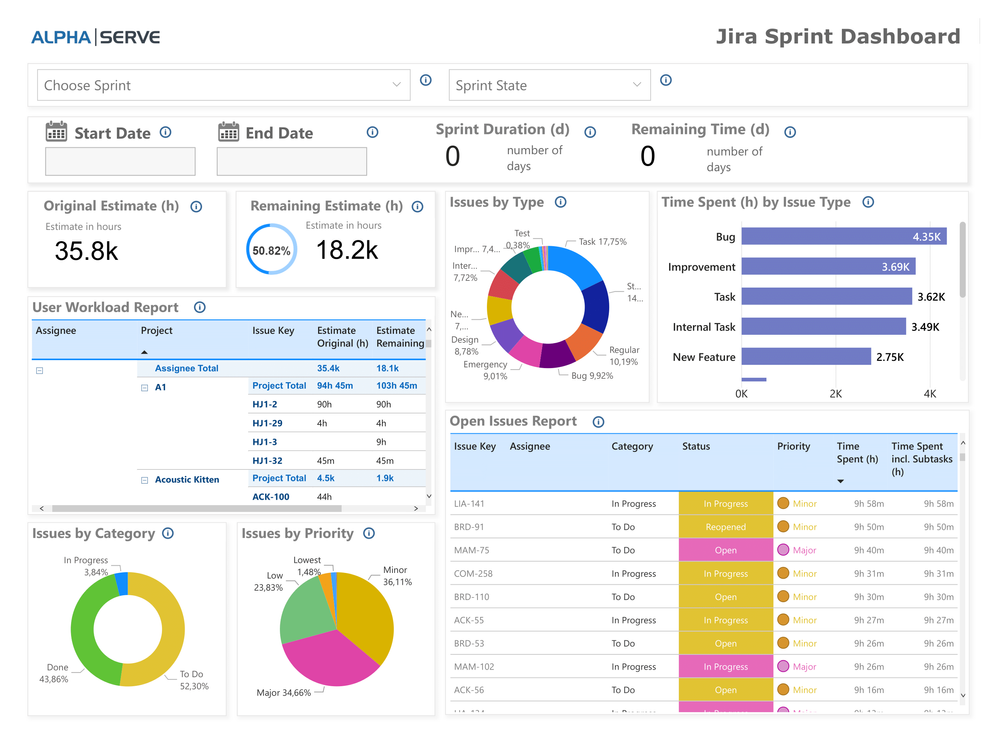 ALPHA|SERVE
Jira Sprint Dashboard
Choose Sprint
Sprint State
Start Date
End Date
Sprint Duration (d)
0
number of
days
Remaining Time (d)
0
number of
days
Original Estimate (h)
Estimate in hours
35.8k
Remaining Estimate (h)
50.82%
Estimate in hours
18.2k
Issues by Type
Test
0,38%
Task 17,75%
St...
14...
Regular
10,19%
Bug 9,92%
Emergency
9,01%
Design
8,78%
Ne...
7,...
Inter...
7,72%
Impr... 7,4...
Time Spent (h) by Issue Type
Bug 4.35K
Improvement 3.69K
Task 3.62K
Internal Task 3.49K
New Feature 2.75K
0K 2K 4K
User Workload Report
Assignee Project Issue Key Estimate Original (h) Estimate Remaining
Assignee Total 35.4k 18.1k
A1 Project Total 94h 45m 103h 45m
HJ1-2 90h 90h
HJ1-29 4h 4h
HJ1-3 9h
HJ1-32 45m 45m
Acoustic Kitten Project Total 4.5k 1.9k
ACK-100 44h
Open Issues Report
Issue Key Assignee Category Status Priority Time Spent (h) Time Spent incl. Subtasks (h)
LIA-141 In Progress In Progress Minor 9h 58m 9h 58m
BRD-91 To Do Reopened Minor 9h 50m 9h 50m
MAM-75 To Do Open Major 9h 40m 9h 40m
COM-258 In Progress In Progress Minor 9h 31m 9h 31m
BRD-110 To Do Open Minor 9h 30m 9h 30m
ACK-55 In Progress In Progress Minor 9h 27m 9h 27m
BRD-53 To Do Open Minor 9h 26m 9h 26m
MAM-102 In Progress In Progress Major 9h 26m 9h 26m
ACK-56 To Do Open Minor 9h 16m 9h 16m
Issues by Category
In Progress
3,84%
Done
43,86%
To Do
52,30%
Issues by Priority
Lowest
1,48%
Low
23,83%
Minor
36,11%
Major 34,66%